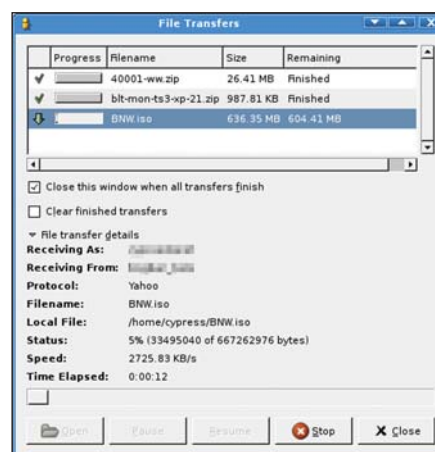 File Transfers
Progress Filename Size Remaining
40001-ww.zip 26.41 MB Finished
blt-mon-ts3-xp-21.zip 987.81 KB Finished
BNW.iso 636.35 MB 604.41 MB
Close this window when all transfers finish
Clear finished transfers
File transfer details
Receiving As:
Receiving From:
Protocol: Yahoo
Filename: BNW.iso
Local File: /home/cypress/BNW.iso
Status: 5% (33495040 of 667262976 bytes)
Speed: 2725.83 KB/s
Time Elapsed: 0:00:12
Open Pause Resume Stop Close